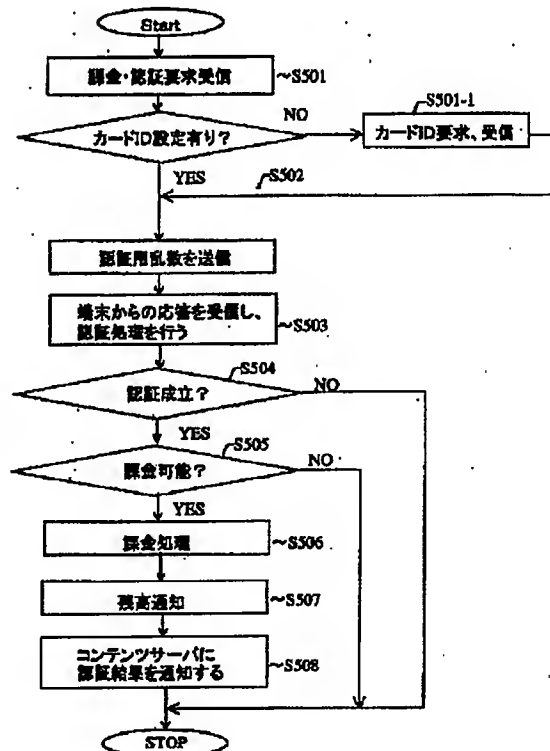 Start
課金・認証要求受信
~S501
カードID設定有り?
NO
S501-1
カードID要求、受信
YES
S502
認証用乱数を送信
端末からの応答を受信し、
認証処理を行う
~S503
S504
認証成立?
NO
YES
S505
課金可能?
NO
YES
課金処理
~S506
残高通知
~S507
コンテンツサーバに
認証結果を通知する
~S508
STOP